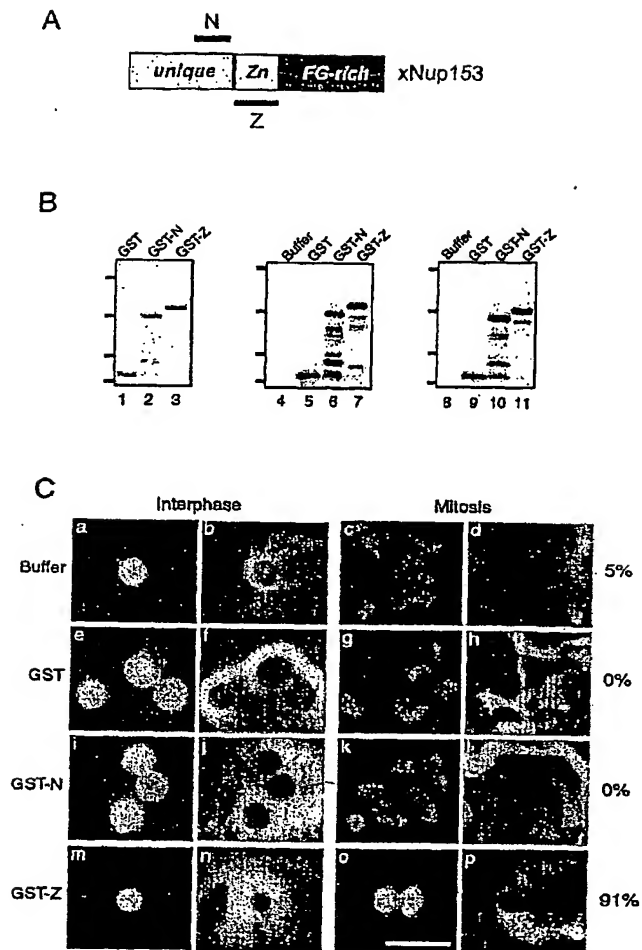 A
N
unique Zn FG-rich xNup153
Z
B
GST GST-N GST-Z Buffer GST GST-N GST-Z Buffer GST GST-N GST-Z
1 2 3 4 5 6 7 8 9 10 11
C
Interphase Mitosis
a b c d
Buffer 5%
e f g h
GST 0%
i j k l
GST-N 0%
m n o p
GST-Z 91%